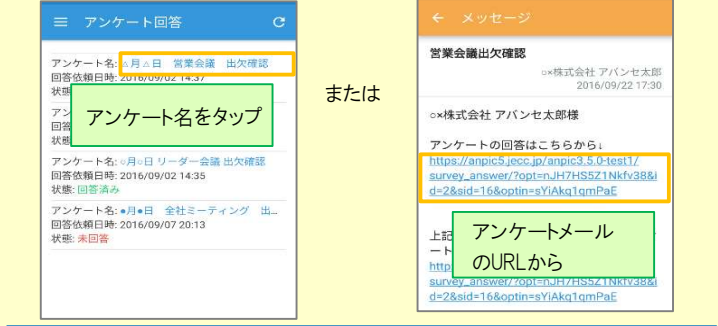 アンケート回答
アンケート名: △月△日 営業会議 出欠確認
回答依頼日時: 2016/09/02 14:37
状態
アンケート名をタップ
アン
回答
状態
アンケート名: ○月○日 リーダー会議 出欠確認
回答依頼日時: 2016/09/02 14:35
状態: 回答済み
アンケート名: ●月●日 全社ミーティング 出...
回答依頼日時: 2016/09/07 20:13
状態: 未回答
または
メッセージ
営業会議出欠確認
○×株式会社 アバンセ太郎
2016/09/22 17:30
○×株式会社 アバンセ太郎様
アンケートの回答はこちらから↓
https://anpic5.jecc.jp/anpic3.5.0-test1/
survey_answer/?opt=nJH7HS5Z1Nkfv38&i
d=2&sid=16&optin=sYiAkq1qmPaE
アンケートメール
のURLから
上記
ート
http
survey_answer/?opt=nJH7HS5Z1Nkfv38&i
d=2&sid=16&optin=sYiAkq1qmPaE